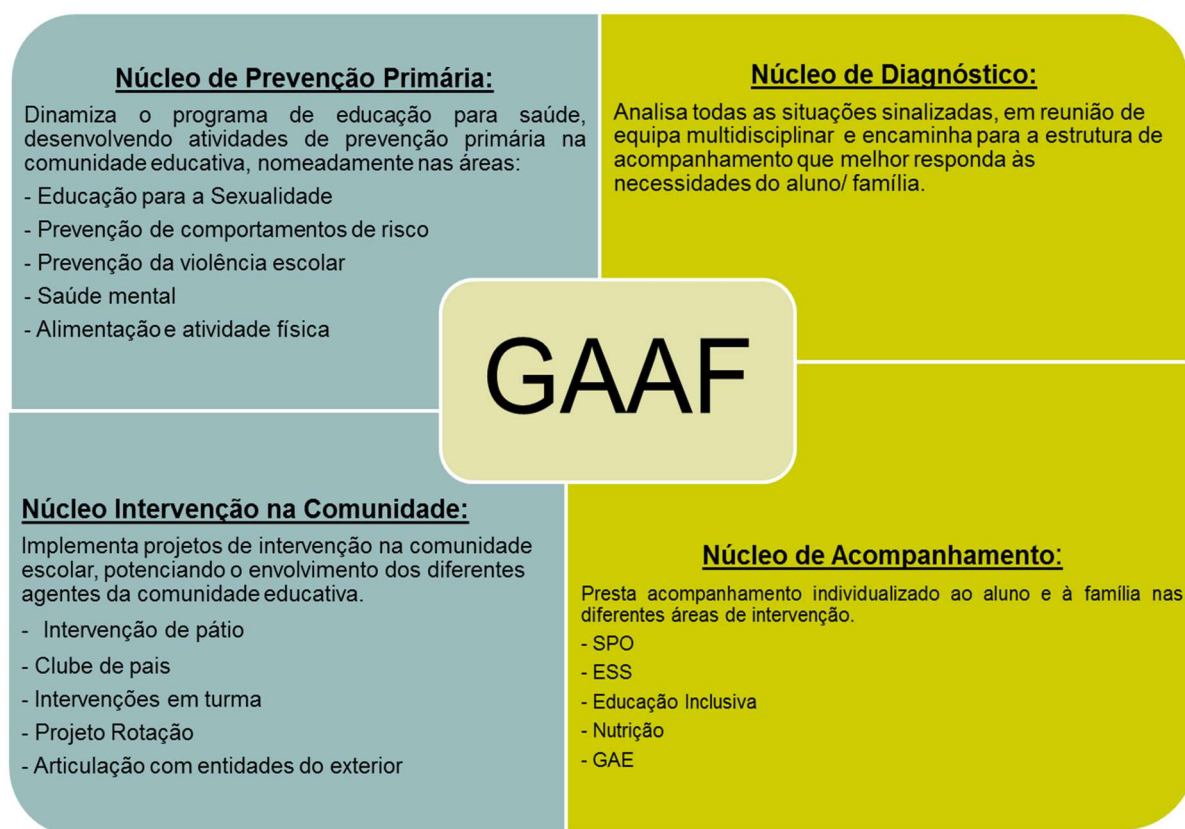 Núcleo de Prevenção Primária:
Dinamiza o programa de educação para saúde,
desenvolvendo atividades de prevenção primária na
comunidade educativa, nomeadamente nas áreas:
- Educação para a Sexualidade
- Prevenção de comportamentos de risco
- Prevenção da violência escolar
- Saúde mental
- Alimentação e atividade física
Núcleo de Diagnóstico:
Analisa todas as situações sinalizadas, em reunião de
equipa multidisciplinar e encaminha para a estrutura de
acompanhamento que melhor responda às
necessidades do aluno/ família.
GAAF
Núcleo Intervenção na Comunidade:
Implementa projetos de intervenção na comunidade
escolar, potenciando o envolvimento dos diferentes
agentes da comunidade educativa.
- Intervenção de pátio
- Clube de pais
- Intervenções em turma
- Projeto Rotação
- Articulação com entidades do exterior
Núcleo de Acompanhamento:
Presta acompanhamento individualizado ao aluno e à família nas
diferentes áreas de intervenção.
- SPO
- ESS
- Educação Inclusiva
- Nutrição
- GAE